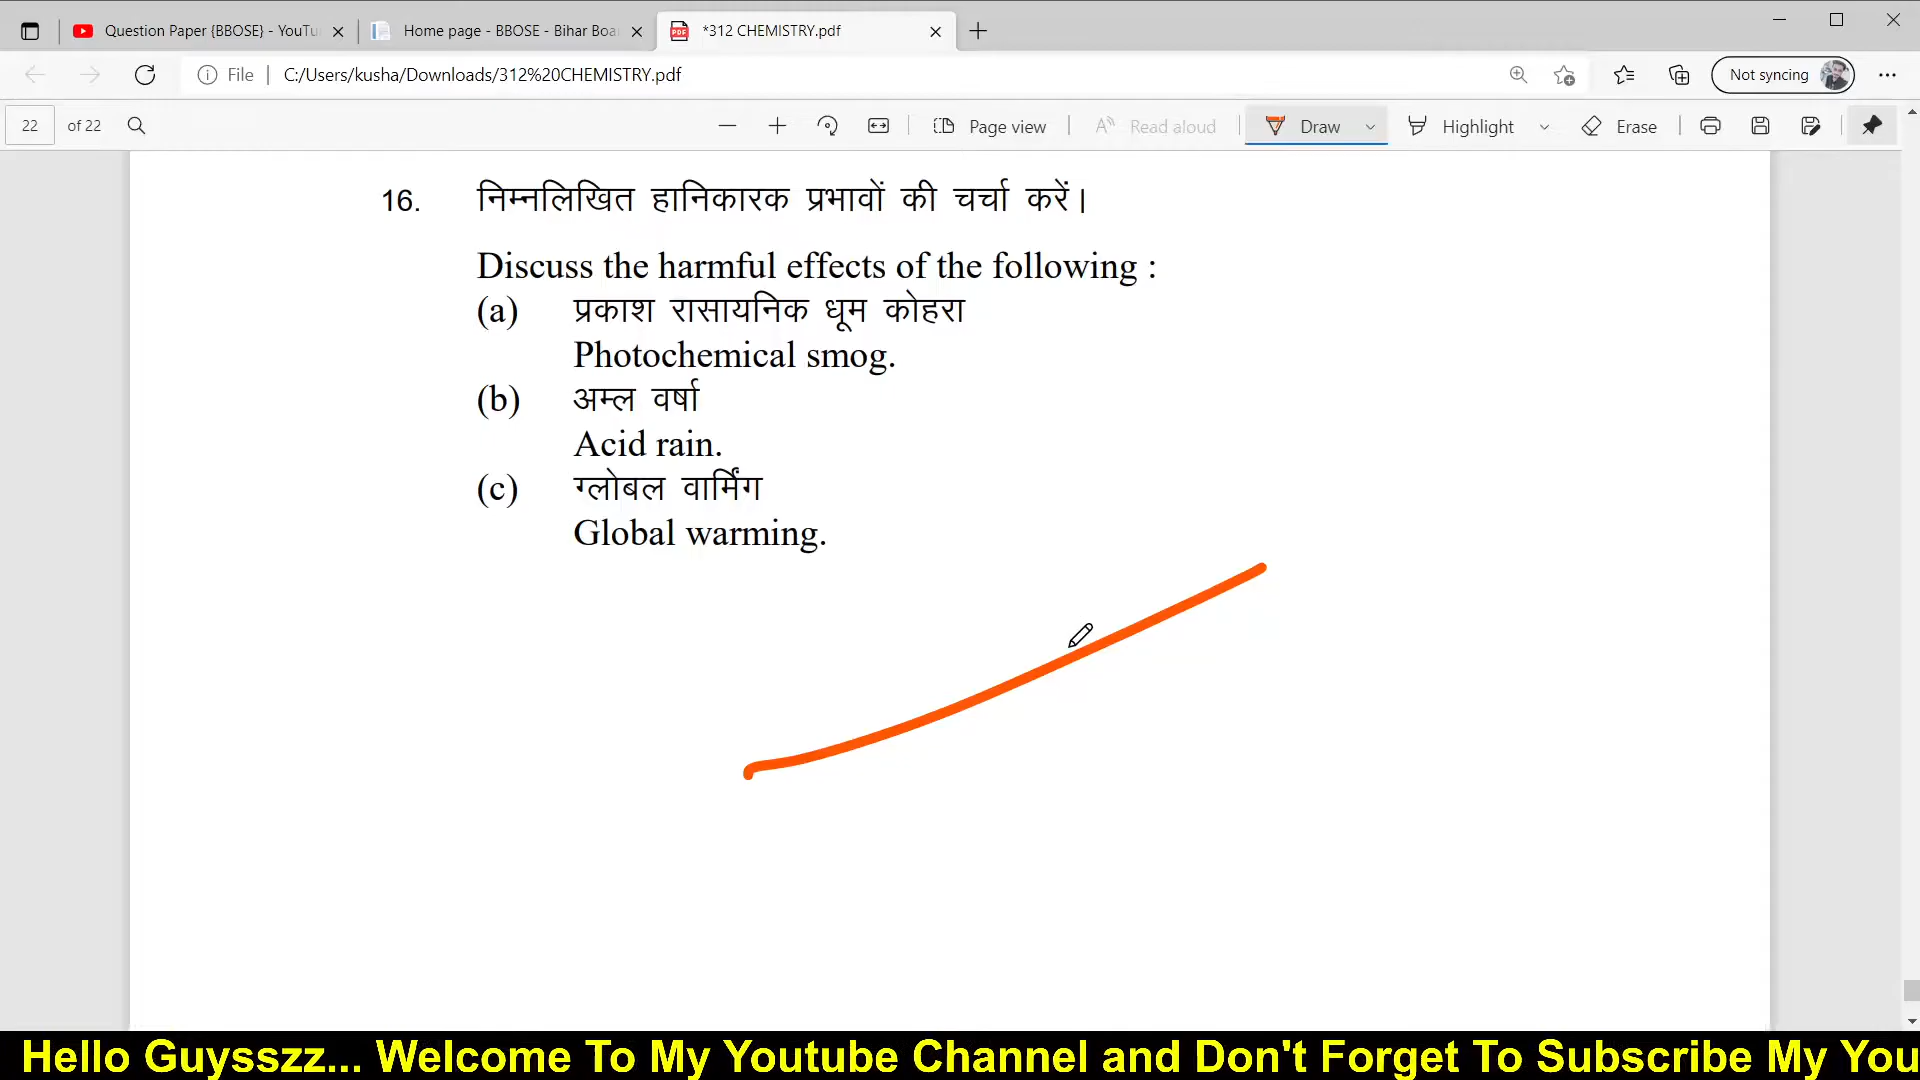 Question Paper {BBOSE} - YouTu
Home page - BBOSE - Bihar Boa
*312 CHEMISTRY.pdf
File
C:/Users/kusha/Downloads/312%20CHEMISTRY.pdf
Not syncing
22 of 22
Page view
Read aloud
Draw
Highlight
Erase
16. निम्नलिखित हानिकारक प्रभावों की चर्चा करें।
Discuss the harmful effects of the following :
(a) प्रकाश रासायनिक धूम कोहरा
Photochemical smog.
(b) अम्ल वर्षा
Acid rain.
(c) ग्लोबल वार्मिंग
Global warming.
Hello Guysszz... Welcome To My Youtube Channel and Don't Forget To Subscribe My You